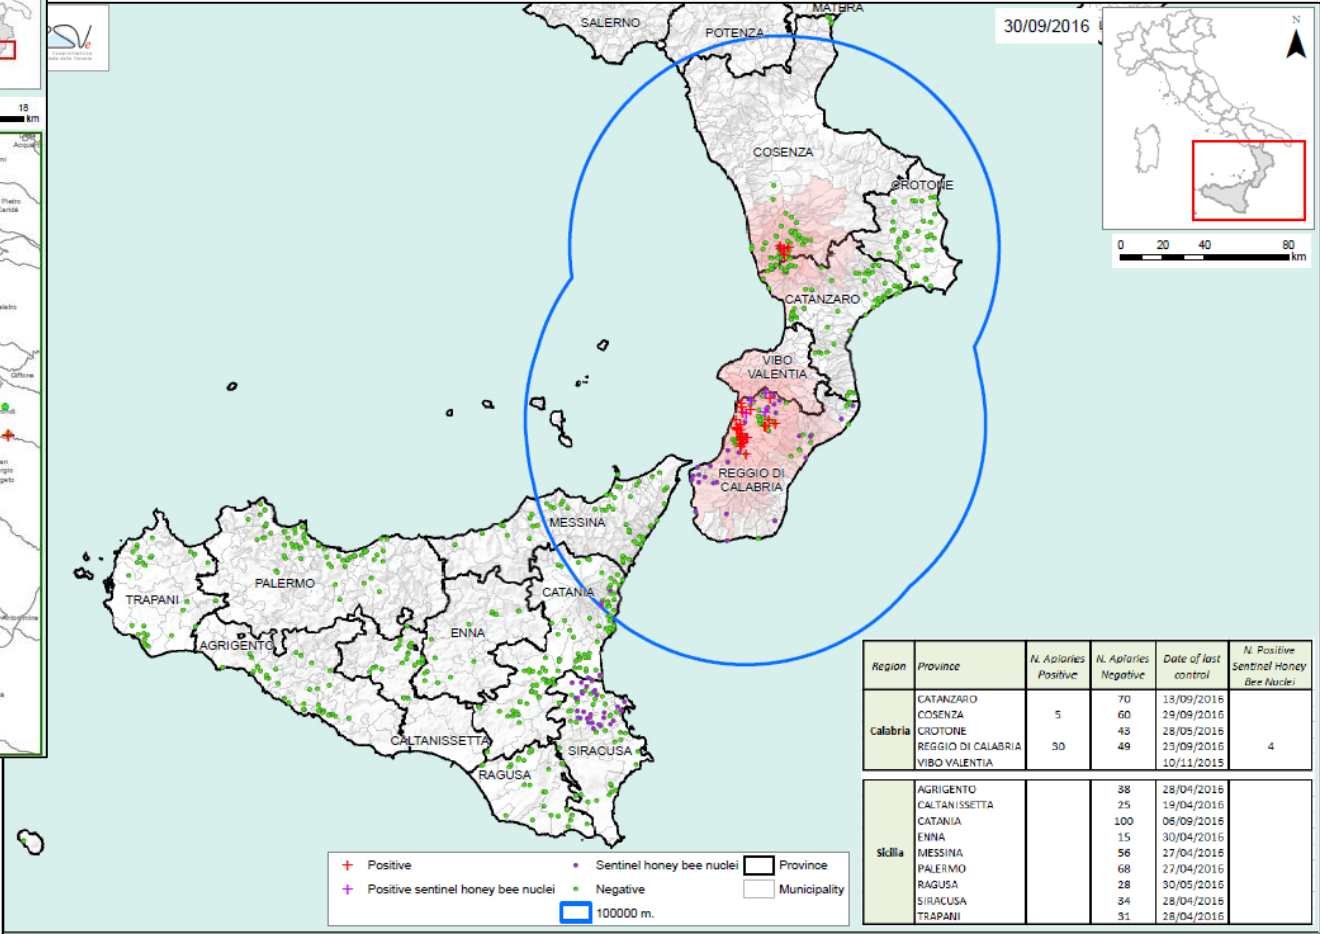 SALERNO
POTENZA
MATERA
30/09/2016
N
18
km
Pietro
COSENZA
CROTONE
0 20 40 80
km
CATANZARO
VIBO
VALENTIA
REGGIO DI
CALABRIA
MESSINA
PALERMO
TRAPANI
CATANIA
ENNA
AGRIGENTO
CALTANISSETTA
SIRACUSA
RAGUSA
Positive
Sentinel honey bee nuclei
Province
Positive sentinel honey bee nuclei
Negative
Municipality
100000 m.
Region Province N. Apiaries Positive N. Apiaries Negative Date of last control N. Positive Sentinel Honey Bee Nuclei
Calabria
CATANZARO 70 13/09/2016
COSENZA 5 60 29/09/2016
CROTONE 43 28/05/2016
REGGIO DI CALABRIA 30 49 23/09/2016 4
VIBO VALENTIA 10/11/2015
Sicilia
AGRIGENTO 38 28/04/2016
CALTANISSETTA 25 19/04/2016
CATANIA 100 06/09/2016
ENNA 15 30/04/2016
MESSINA 56 27/04/2016
PALERMO 68 27/04/2016
RAGUSA 28 30/05/2016
SIRACUSA 34 28/04/2016
TRAPANI 31 28/04/2016